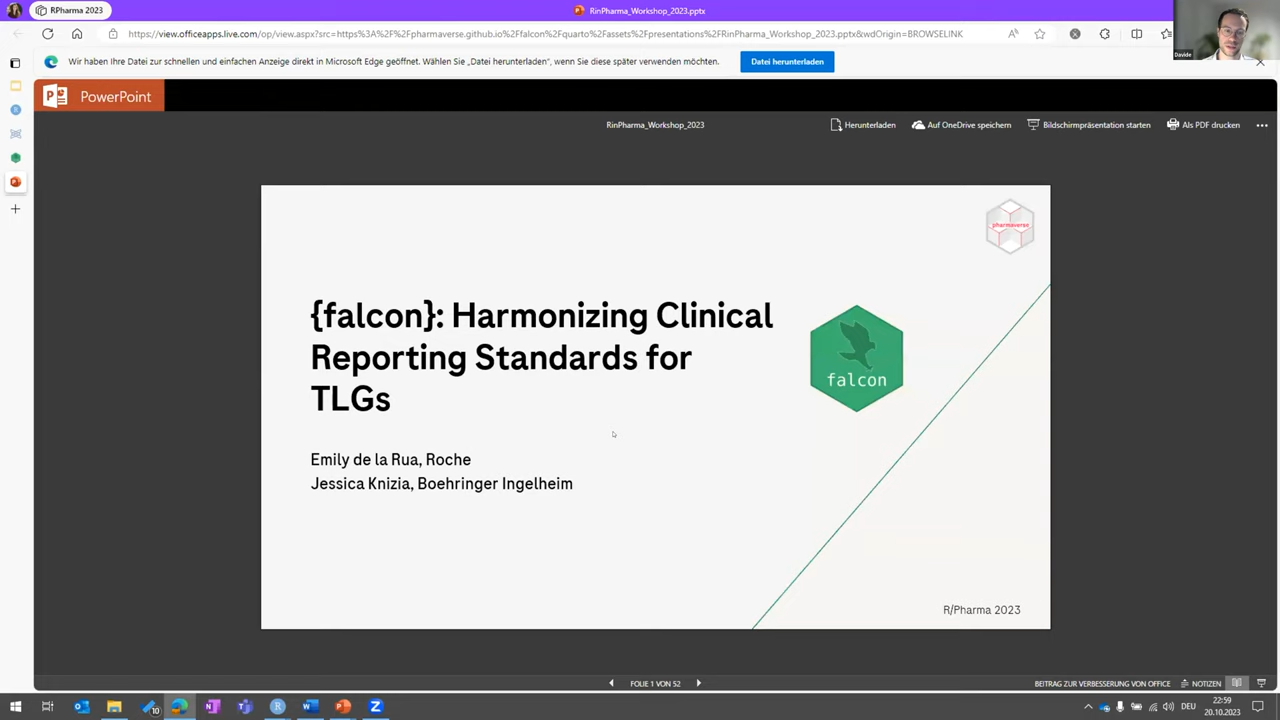 RPharma 2023
RinPharma_Workshop_2023.pptx
https://view.officeapps.live.com/op/view.aspx?src=https%3A%2F%2Fpharmaverse.github.io%2Ffalcon%2Fquarto%2Fassets%2Fpresentations%2FRinPharma_Workshop_2023.pptx&wdOrigin=BROWSELINK
Davide
Wir haben Ihre Datei zur schnellen und einfachen Anzeige direkt in Microsoft Edge geöffnet. Wählen Sie „Datei herunterladen“, wenn Sie diese später verwenden möchten.
Datei herunterladen
PowerPoint
RinPharma_Workshop_2023
Herunterladen
Auf OneDrive speichern
Bildschirmpräsentation starten
Als PDF drucken
pharmaverse
{falcon}: Harmonizing Clinical
Reporting Standards for
TLGs
falcon
Emily de la Rua, Roche
Jessica Knizia, Boehringer Ingelheim
R/Pharma 2023
FOLIE 1 VON 52
BEITRAG ZUR VERBESSERUNG VON OFFICE
NOTIZEN
10
DEU
22:59
20.10.2023